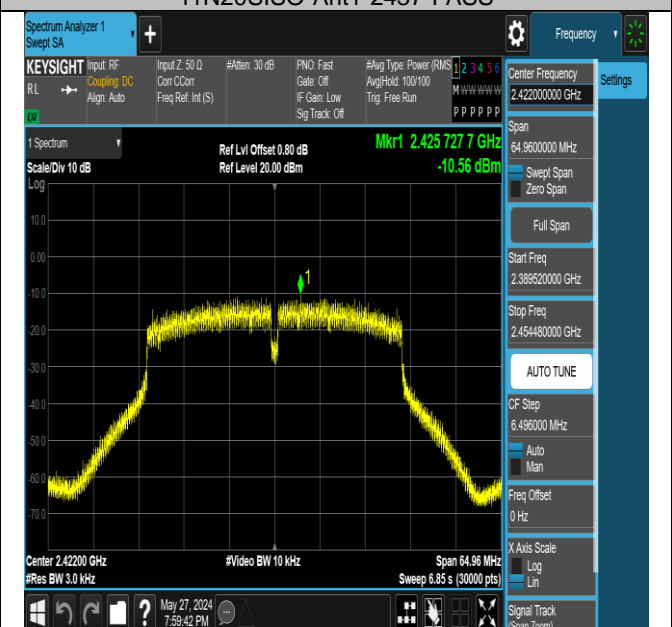 Spectrum Analyzer 1
Swept SA
+
Frequency
KEYSIGHT
RL
LXI
Input: RF
Coupling: DC
Align: Auto
Input Z: 50 Ω
Corr CCorr
Freq Ref: Int (S)
#Atten: 30 dB
PNO: Fast
Gate: Off
IF Gain: Low
Sig Track: Off
#Avg Type: Power (RMS
Avg|Hold: 100/100
Trig: Free Run
1 2 3 4 5 6
M W W W W W
P P P P P P
Settings
Center Frequency
2.422000000 GHz
Span
64.9600000 MHz
Swept Span
Zero Span
Full Span
Start Freq
2.389520000 GHz
Stop Freq
2.454480000 GHz
AUTO TUNE
CF Step
6.496000 MHz
Auto
Man
Freq Offset
0 Hz
X Axis Scale
Log
Lin
Signal Track
(Span Zoom)
1 Spectrum
Scale/Div 10 dB
Log
Ref Lvl Offset 0.80 dB
Ref Level 20.00 dBm
Mkr1 2.425 727 7 GHz
-10.56 dBm
1
10.0
0.00
-10.0
-20.0
-30.0
-40.0
-50.0
-60.0
-70.0
Center 2.42200 GHz
#Res BW 3.0 kHz
#Video BW 10 kHz
Span 64.96 MHz
Sweep 6.85 s (30000 pts)
?
May 27, 2024
7:59:42 PM